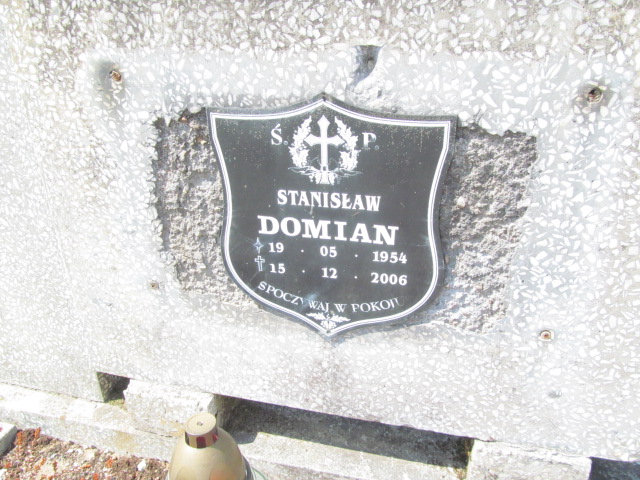 Ś. P.
STANISŁAW
DOMIAN
19 · 05 · 1954
15 · 12 · 2006
SPOCZYWAJ W POKOJU